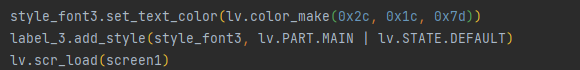 style_font3.set_text_color(lv.color_make(0x2c, 0x1c, 0x7d))
label_3.add_style(style_font3, lv.PART.MAIN | lv.STATE.DEFAULT)
lv.scr_load(screen1)